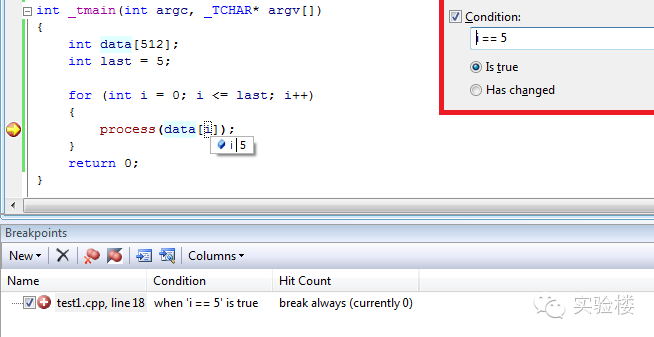 int _tmain(int argc, _TCHAR* argv[])
{
int data[512];
int last = 5;
for (int i = 0; i <= last; i++)
{
process(data[i]);
i 5
}
return 0;
}
Condition:
i == 5
Is true
Has changed
Breakpoints
New Columns
Name Condition Hit Count
test1.cpp, line 18 when 'i == 5' is true break always (currently 0)
实验楼